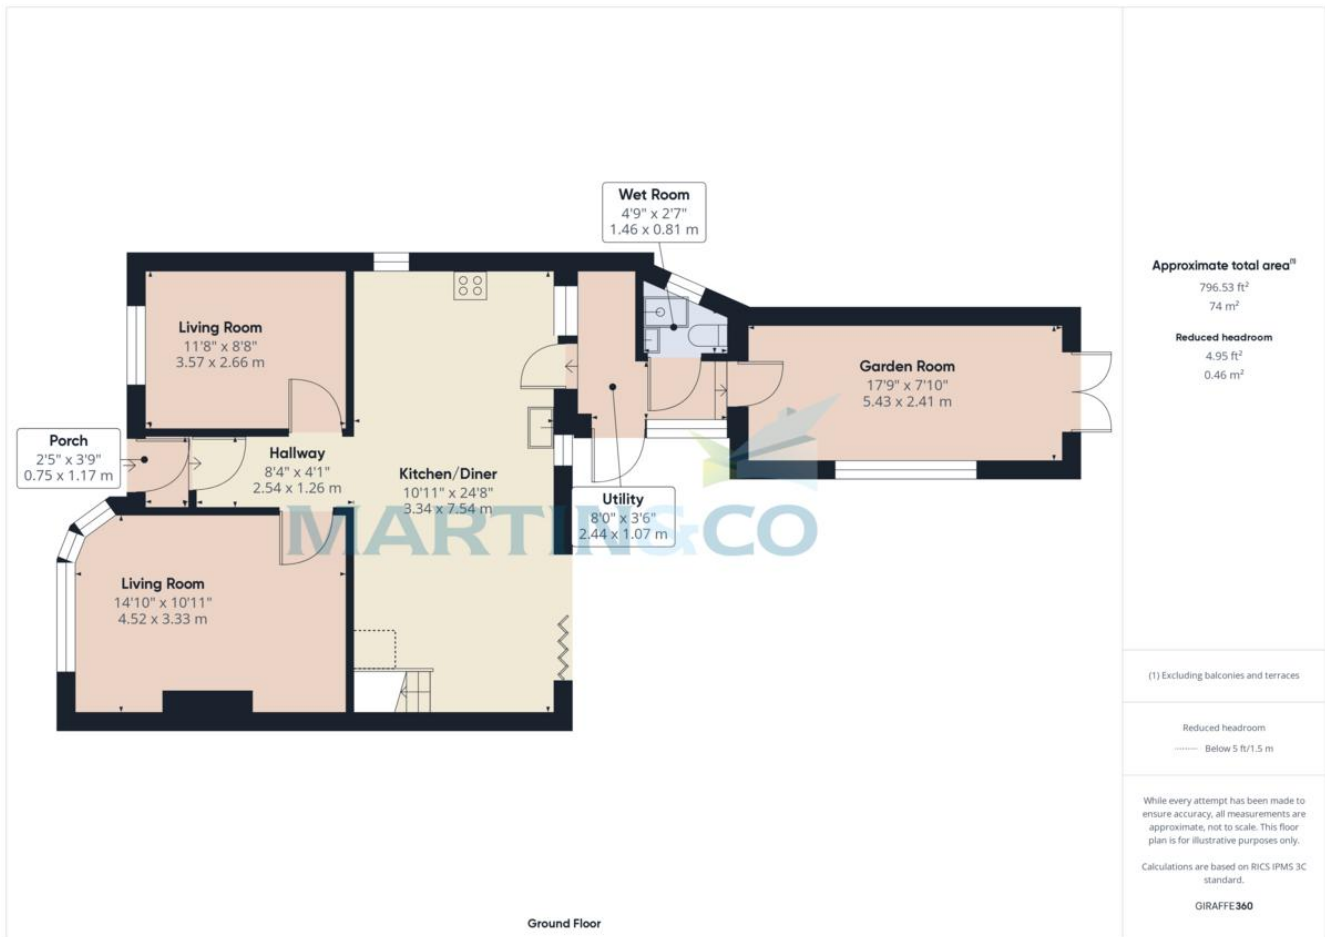 Wet Room
4'9" x 2'7"
1.46 x 0.81 m
Living Room
11'8" x 8'8"
3.57 x 2.66 m
Garden Room
17'9" x 7'10"
5.43 x 2.41 m
Porch
2'5" x 3'9"
0.75 x 1.17 m
Hallway
8'4" x 4'1"
2.54 x 1.26 m
Kitchen/Diner
10'11" x 24'8"
3.34 x 7.54 m
Utility
8'0" x 3'6"
2.44 x 1.07 m
MARTIN&CO
Living Room
14'10" x 10'11"
4.52 x 3.33 m
Ground Floor
Approximate total area(1)
796.53 ft²
74 m²
Reduced headroom
4.95 ft²
0.46 m²
(1) Excluding balconies and terraces
Reduced headroom
Below 5 ft/1.5 m
While every attempt has been made to
ensure accuracy, all measurements are
approximate, not to scale. This floor
plan is for illustrative purposes only.
Calculations are based on RICS IPMS 3C
standard.
GIRAFFE360